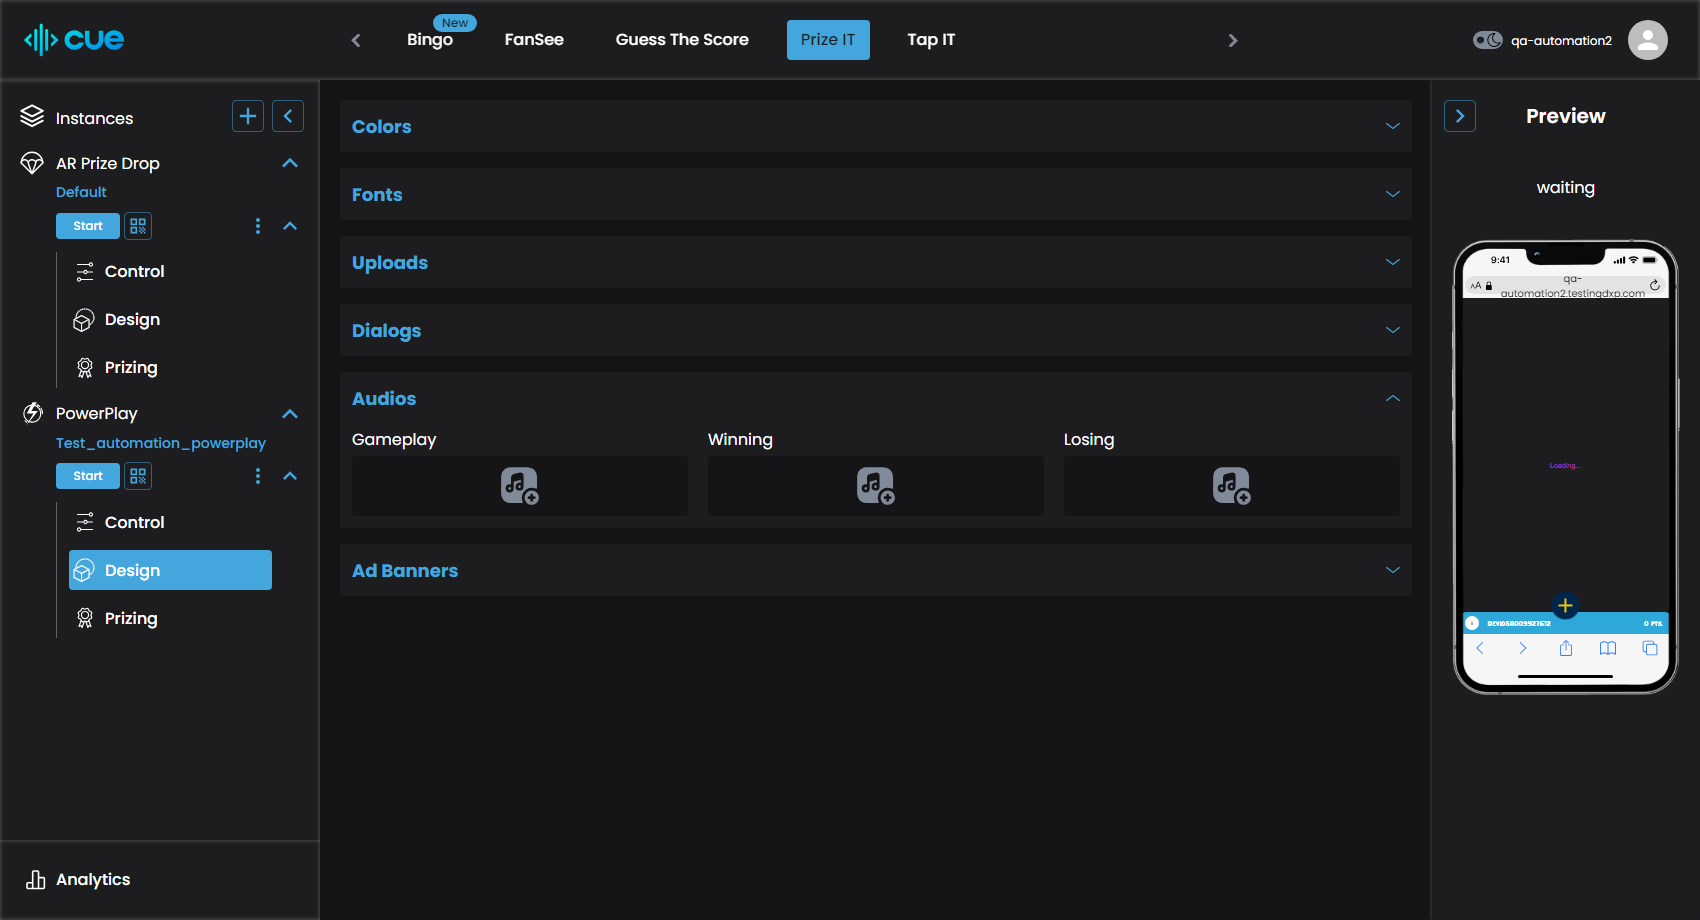 cue
New
Bingo
FanSee
Guess The Score
Prize IT
Tap IT
qa-automation2
Instances
AR Prize Drop
Default
Start
Control
Design
Prizing
PowerPlay
Test_automation_powerplay
Start
Control
Design
Prizing
Analytics
Colors
Fonts
Uploads
Dialogs
Audios
Gameplay
Winning
Losing
Ad Banners
Preview
waiting
9:41
AA
qa-
automation2.testingdxp.com
Loading...
0 PTS.